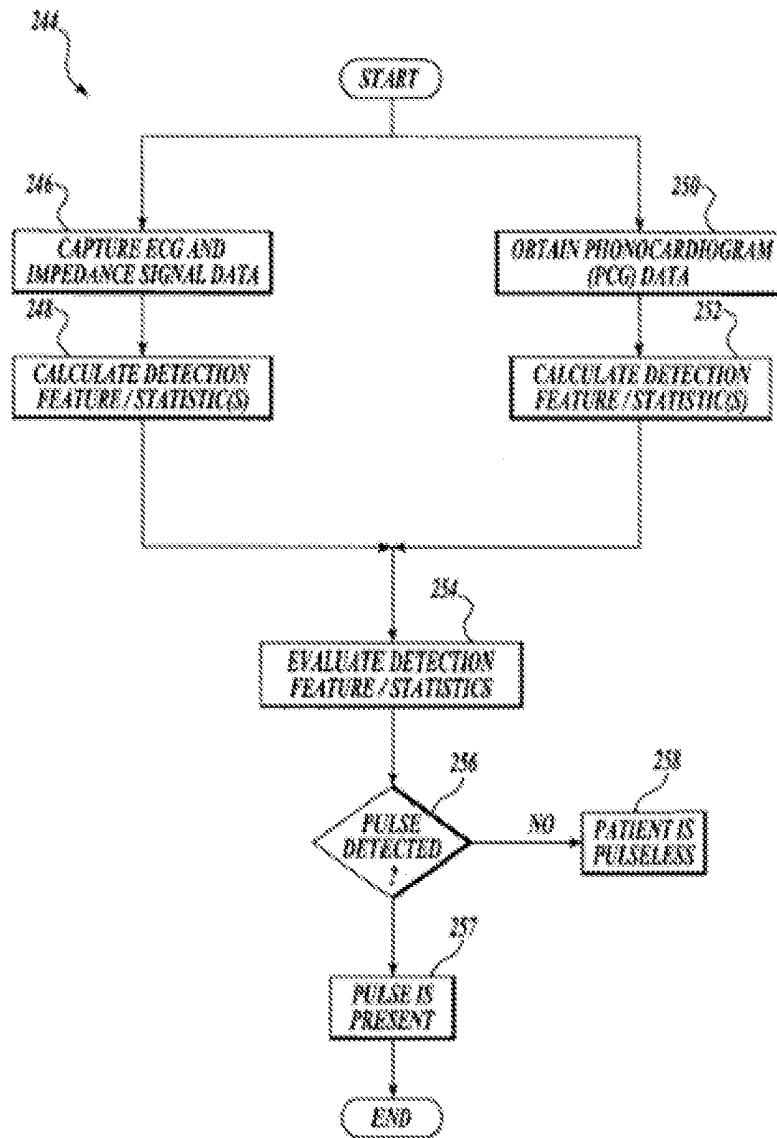 244
START
246
250
CAPTURE ECG AND
IMPEDANCE SIGNAL DATA
OBTAIN PHONOCARDIOGRAM
(PCG) DATA
248
252
CALCULATE DETECTION
FEATURE / STATISTIC(S)
CALCULATE DETECTION
FEATURE / STATISTIC(S)
254
EVALUATE DETECTION
FEATURE / STATISTICS
256
258
PULSE
DETECTED
?
NO
PATIENT IS
PULSELESS
257
PULSE IS
PRESENT
END